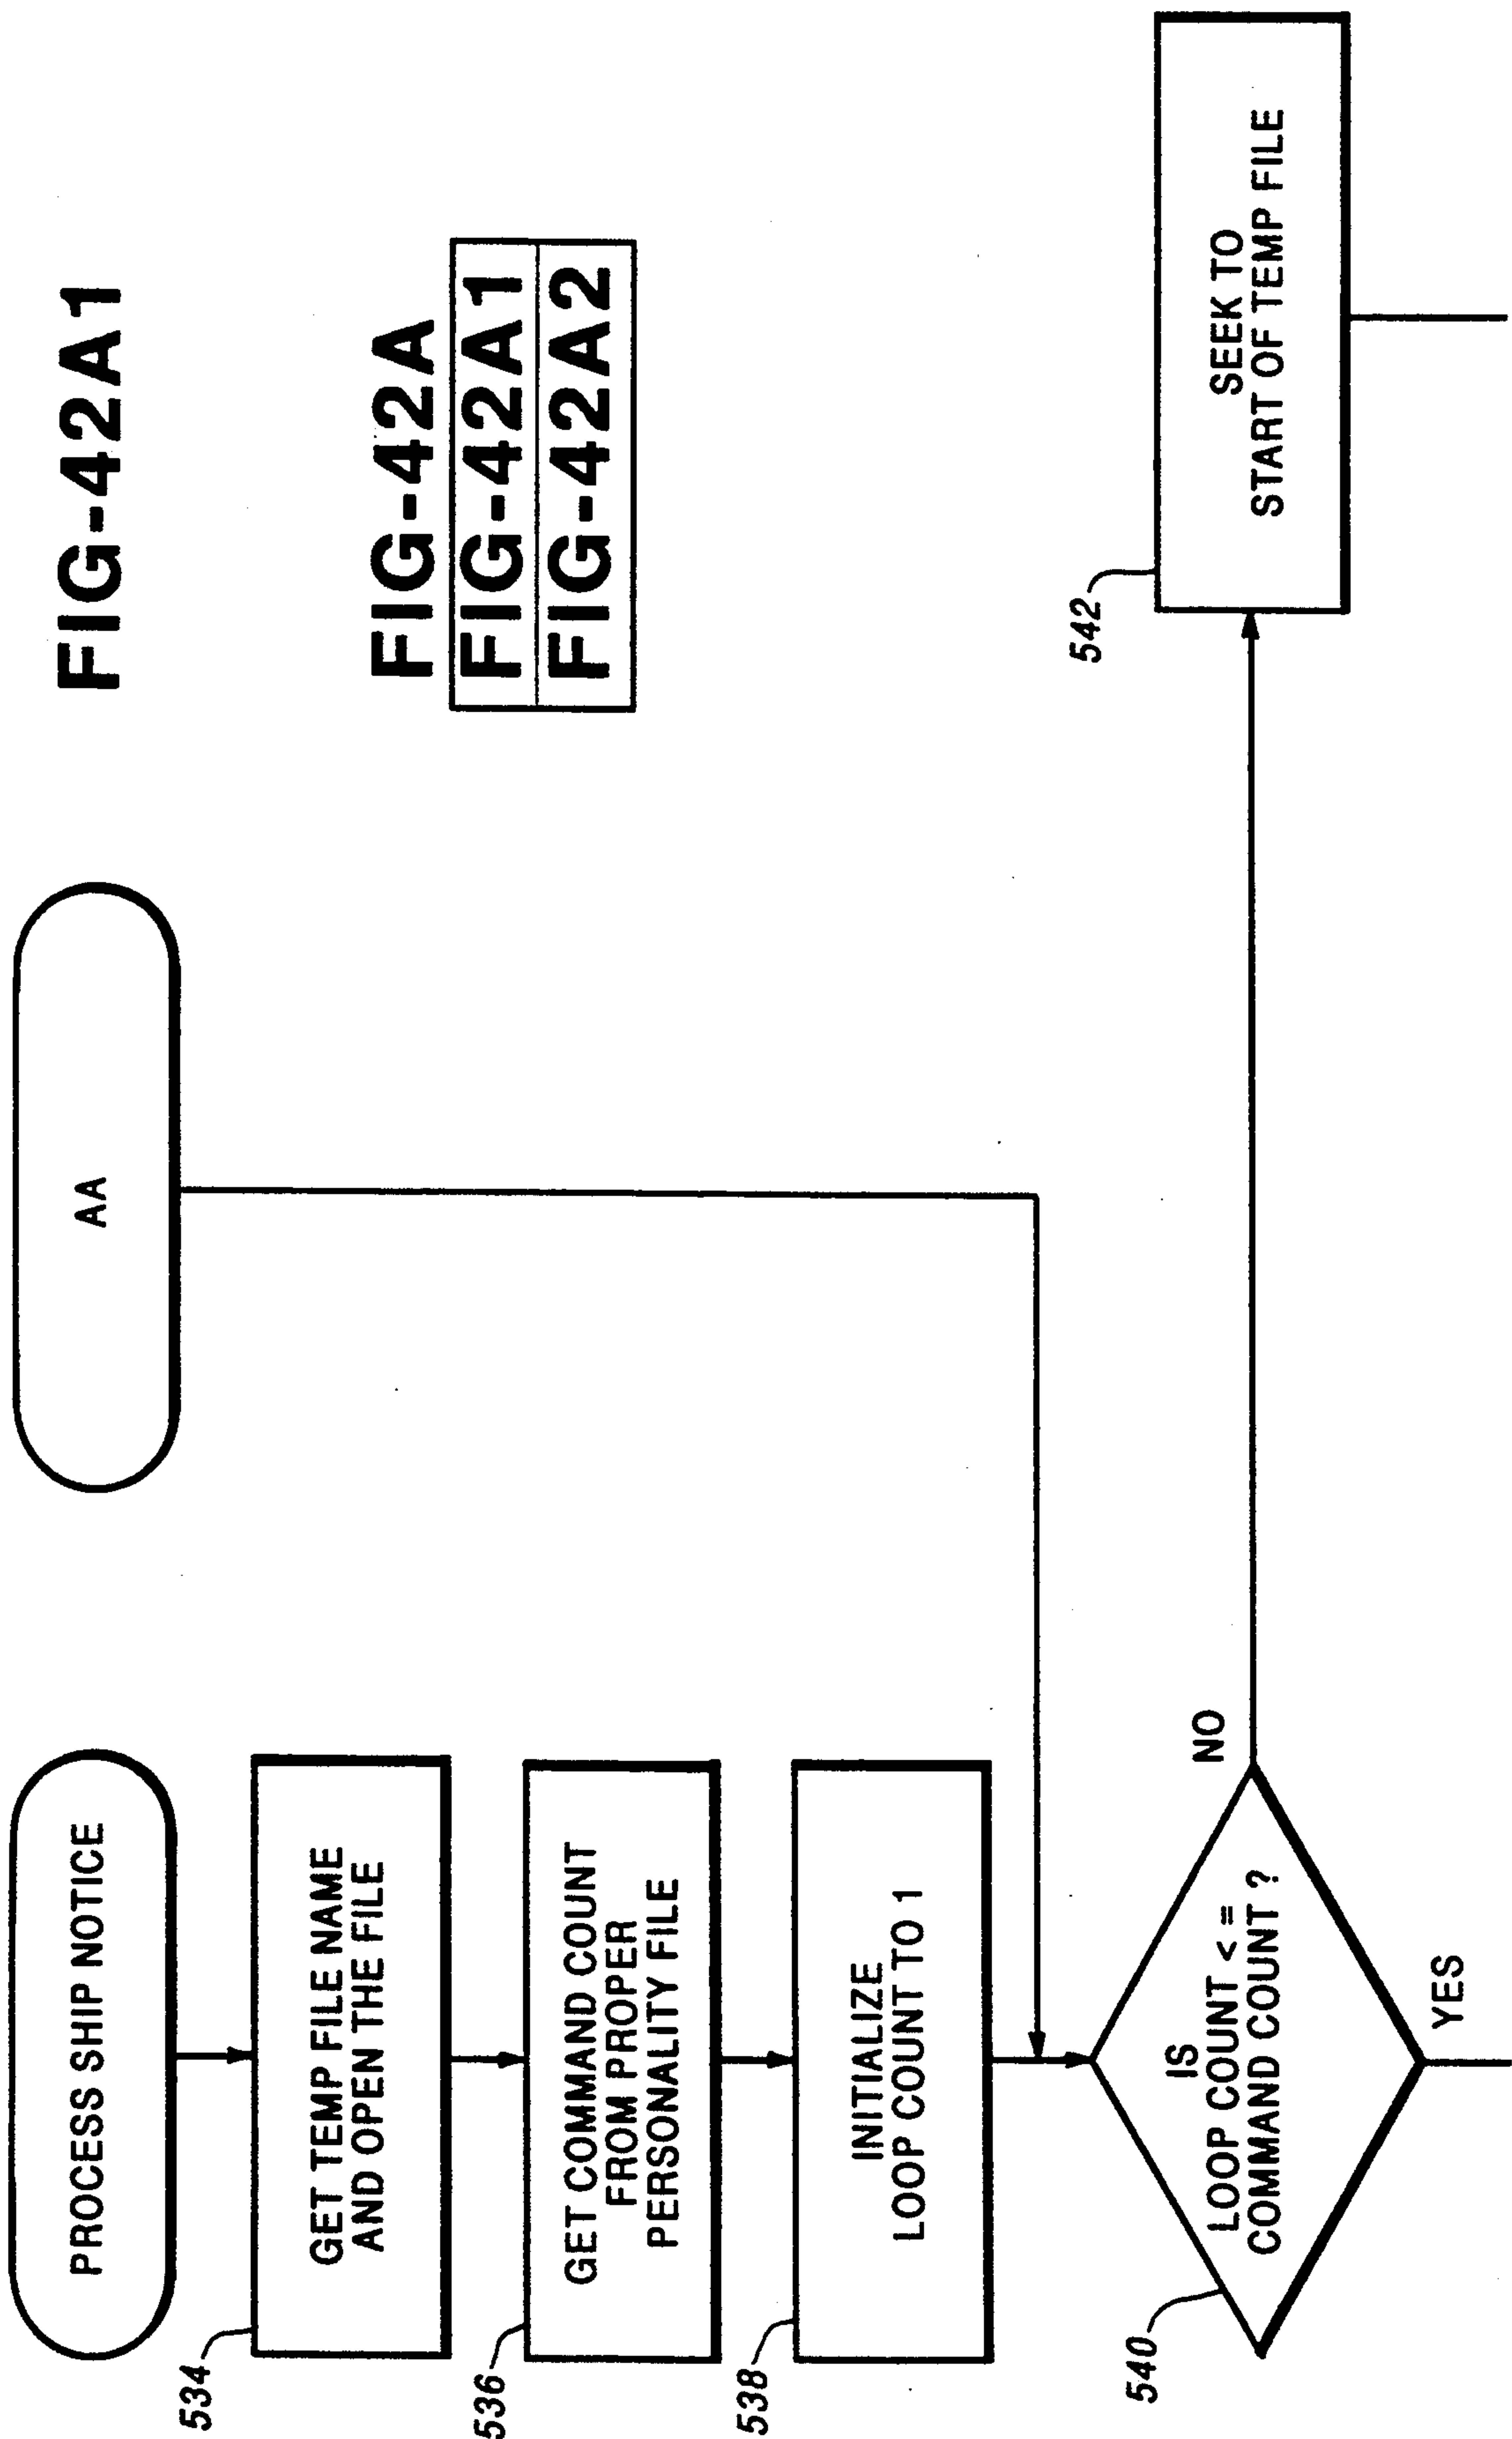 FIG-42A1
FIG-42A
FIG-42A1
FIG-42A2
PROCESS SHIP NOTICE
AA
534
GET TEMP FILE NAME
AND OPEN THE FILE
536
GET COMMAND COUNT
FROM PROPER
PERSONALITY FILE
538
INITIALIZE
LOOP COUNT TO 1
540
IS
LOOP COUNT < =
COMMAND COUNT ?
NO
YES
542
SEEK TO
START OF TEMP FILE